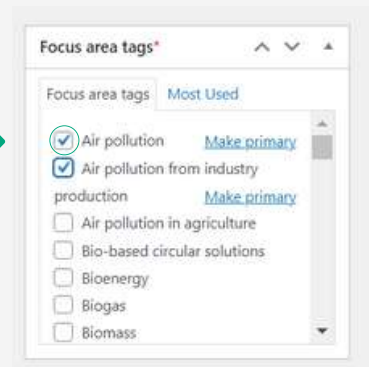 Focus area tags*
Focus area tags Most Used
Air pollution Make primary
Air pollution from industry
production Make primary
Air pollution in agriculture
Bio-based circular solutions
Bioenergy
Biogas
Biomass